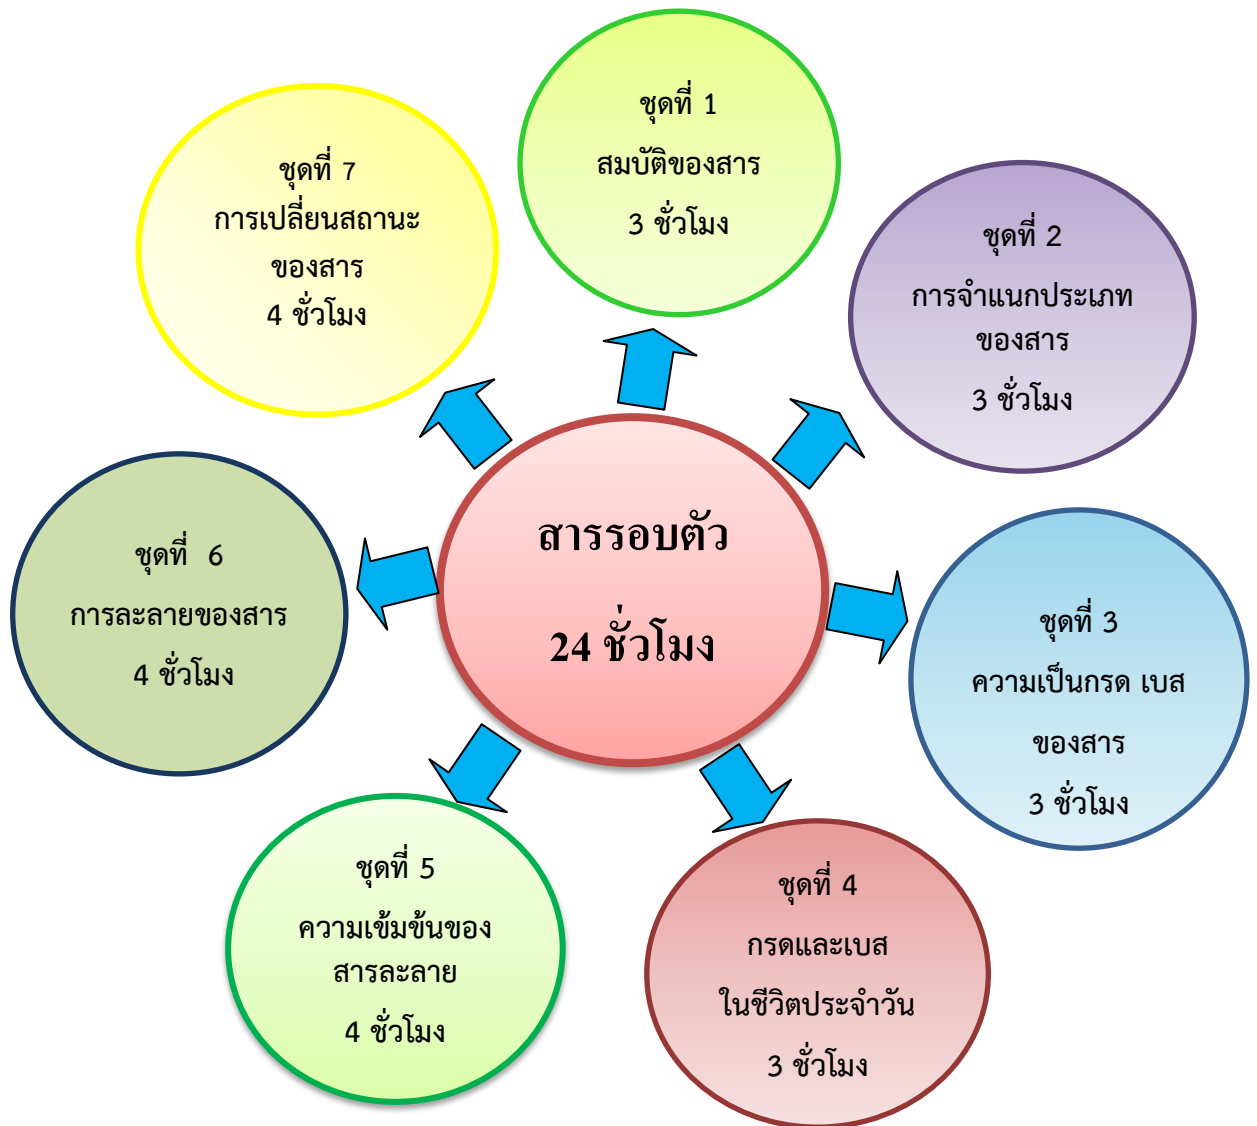 สารรอบตัว
24 ชั่วโมง
ชุดที่ 1
สมบัติของสาร
3 ชั่วโมง
ชุดที่ 2
การจำแนกประเภท
ของสาร
3 ชั่วโมง
ชุดที่ 3
ความเป็นกรด เบส
ของสาร
3 ชั่วโมง
ชุดที่ 4
กรดและเบส
ในชีวิตประจำวัน
3 ชั่วโมง
ชุดที่ 5
ความเข้มข้นของ
สารละลาย
4 ชั่วโมง
ชุดที่ 6
การละลายของสาร
4 ชั่วโมง
ชุดที่ 7
การเปลี่ยนสถานะ
ของสาร
4 ชั่วโมง